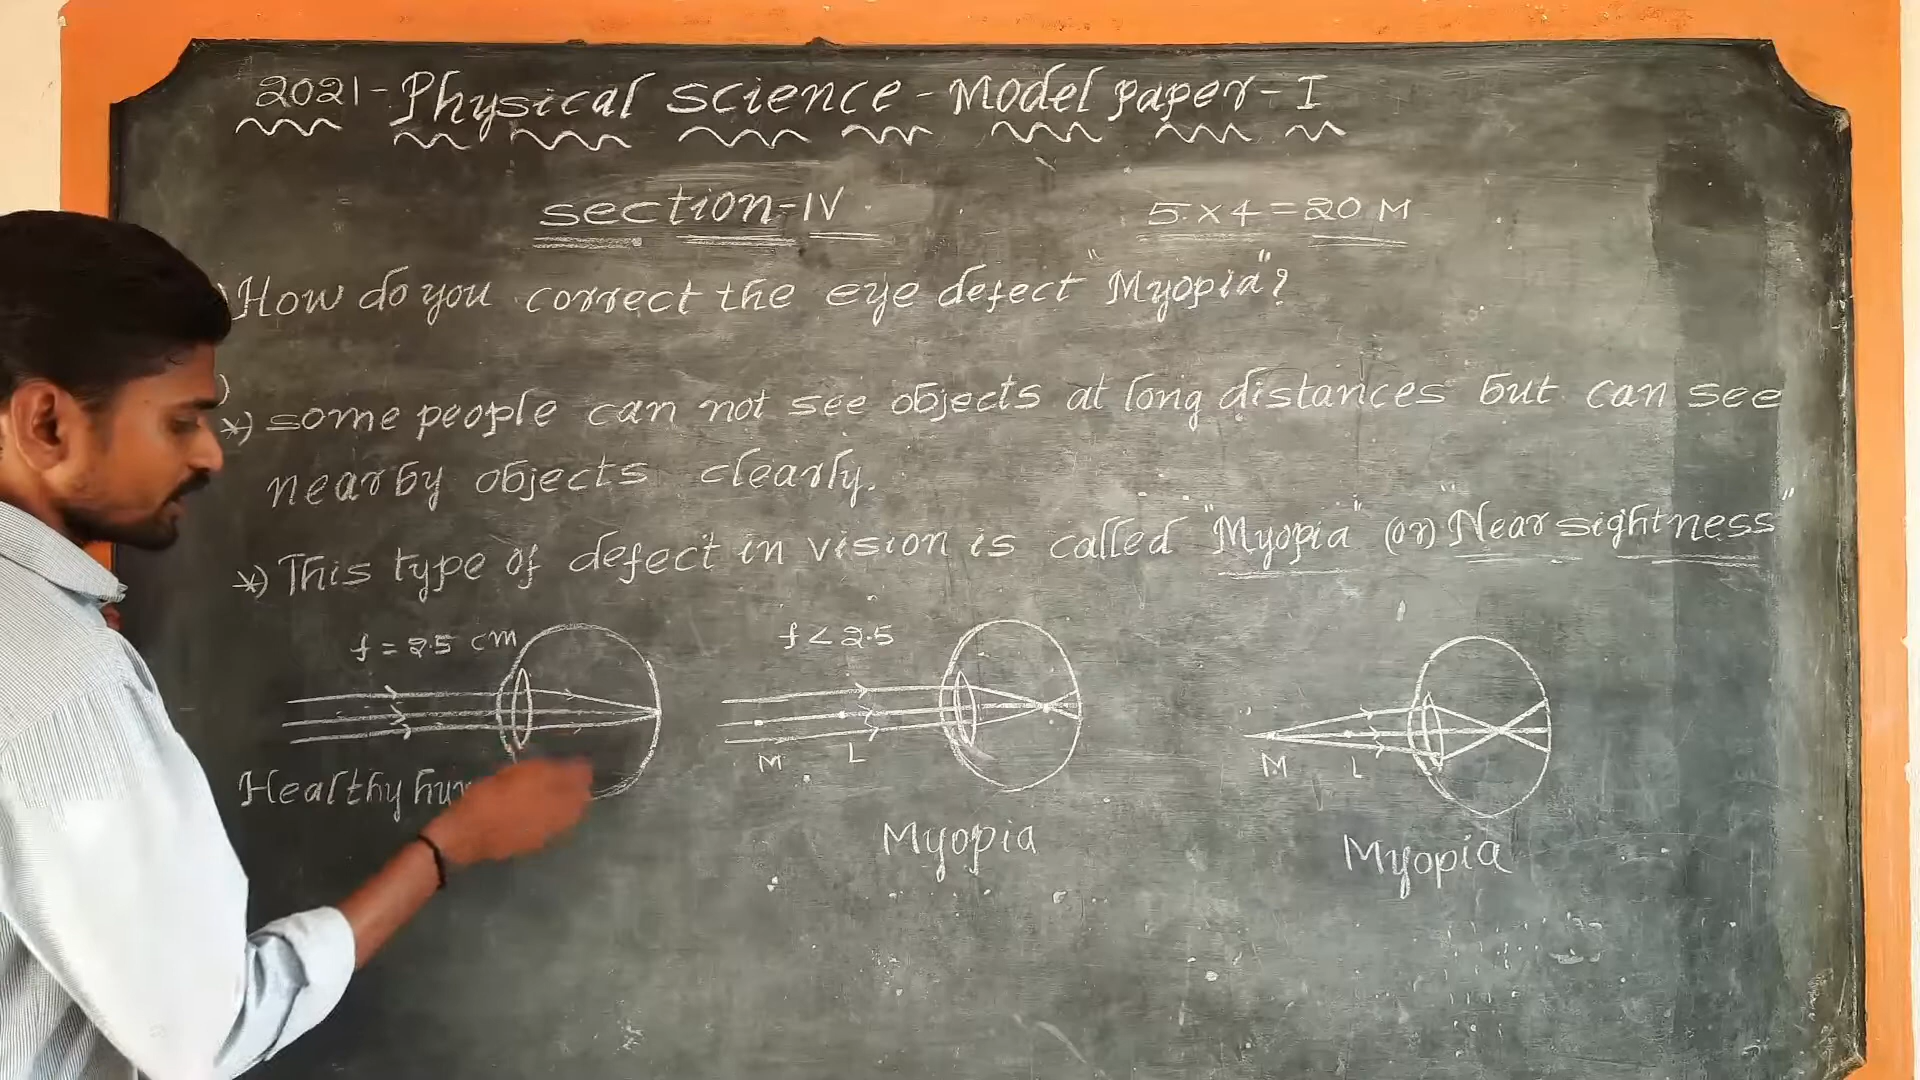 2021-Physical science-Model paper-I
section-IV 5×4=20 M
How do you correct the eye defect "Myopia"?
*) some people can not see objects at long distances but can see
nearby objects clearly.
*) This type of defect in vision is called "Myopia" (or) "Nearsightness"
f = 2.5 cm
f < 2.5
M L
M L
Healthy
Myopia
Myopia